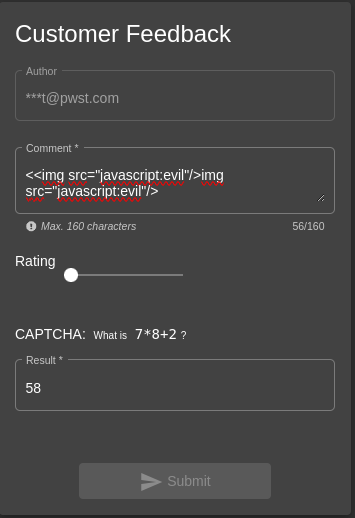 Customer Feedback
Author
***t@pwst.com
Comment *
<<img src="javascript:evil"/>img
src="javascript:evil"/>
Max. 160 characters 56/160
Rating
CAPTCHA: What is 7*8+2 ?
Result *
58
Submit